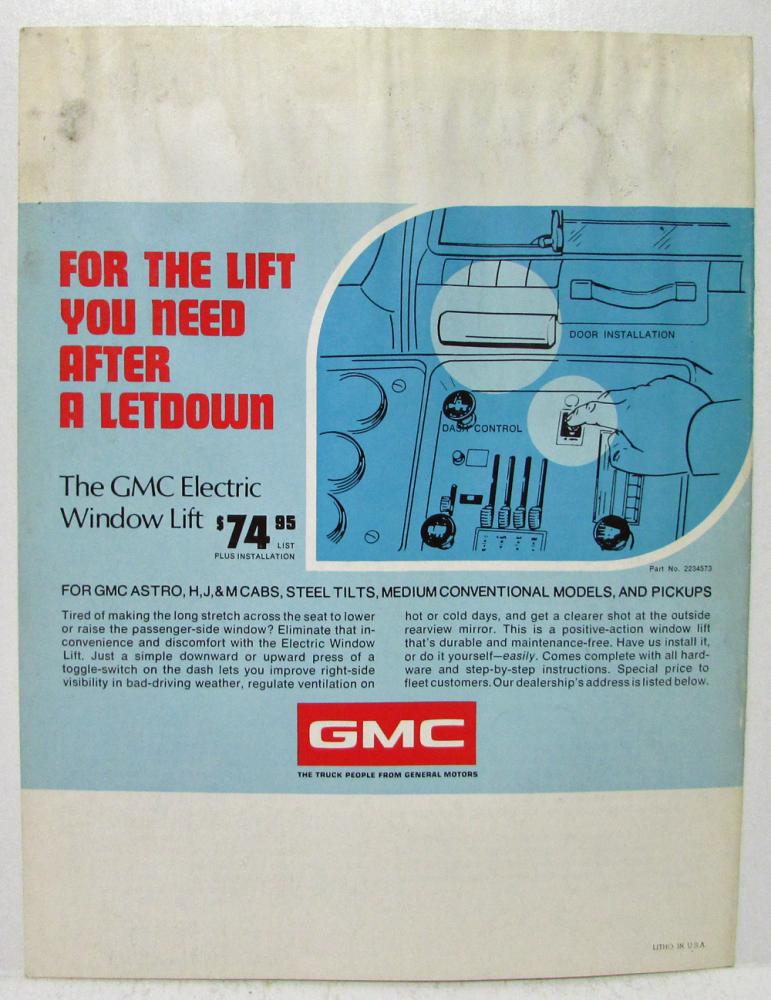 FOR THE LIFT
YOU NEED
AFTER
A LETDOWN
The GMC Electric
Window Lift $74 95
LIST
PLUS INSTALLATION
DOOR INSTALLATION
DASH CONTROL
Part No. 2234573
FOR GMC ASTRO, H, J, & M CABS, STEEL TILTS, MEDIUM CONVENTIONAL MODELS, AND PICKUPS
Tired of making the long stretch across the seat to lower
or raise the passenger-side window? Eliminate that in-
convenience and discomfort with the Electric Window
Lift. Just a simple downward or upward press of a
toggle-switch on the dash lets you improve right-side
visibility in bad-driving weather, regulate ventilation on
hot or cold days, and get a clearer shot at the outside
rearview mirror. This is a positive-action window lift
that's durable and maintenance-free. Have us install it,
or do it yourself—easily. Comes complete with all hard-
ware and step-by-step instructions. Special price to
fleet customers. Our dealership's address is listed below.
GMC
THE TRUCK PEOPLE FROM GENERAL MOTORS
LITHO IN U.S.A.